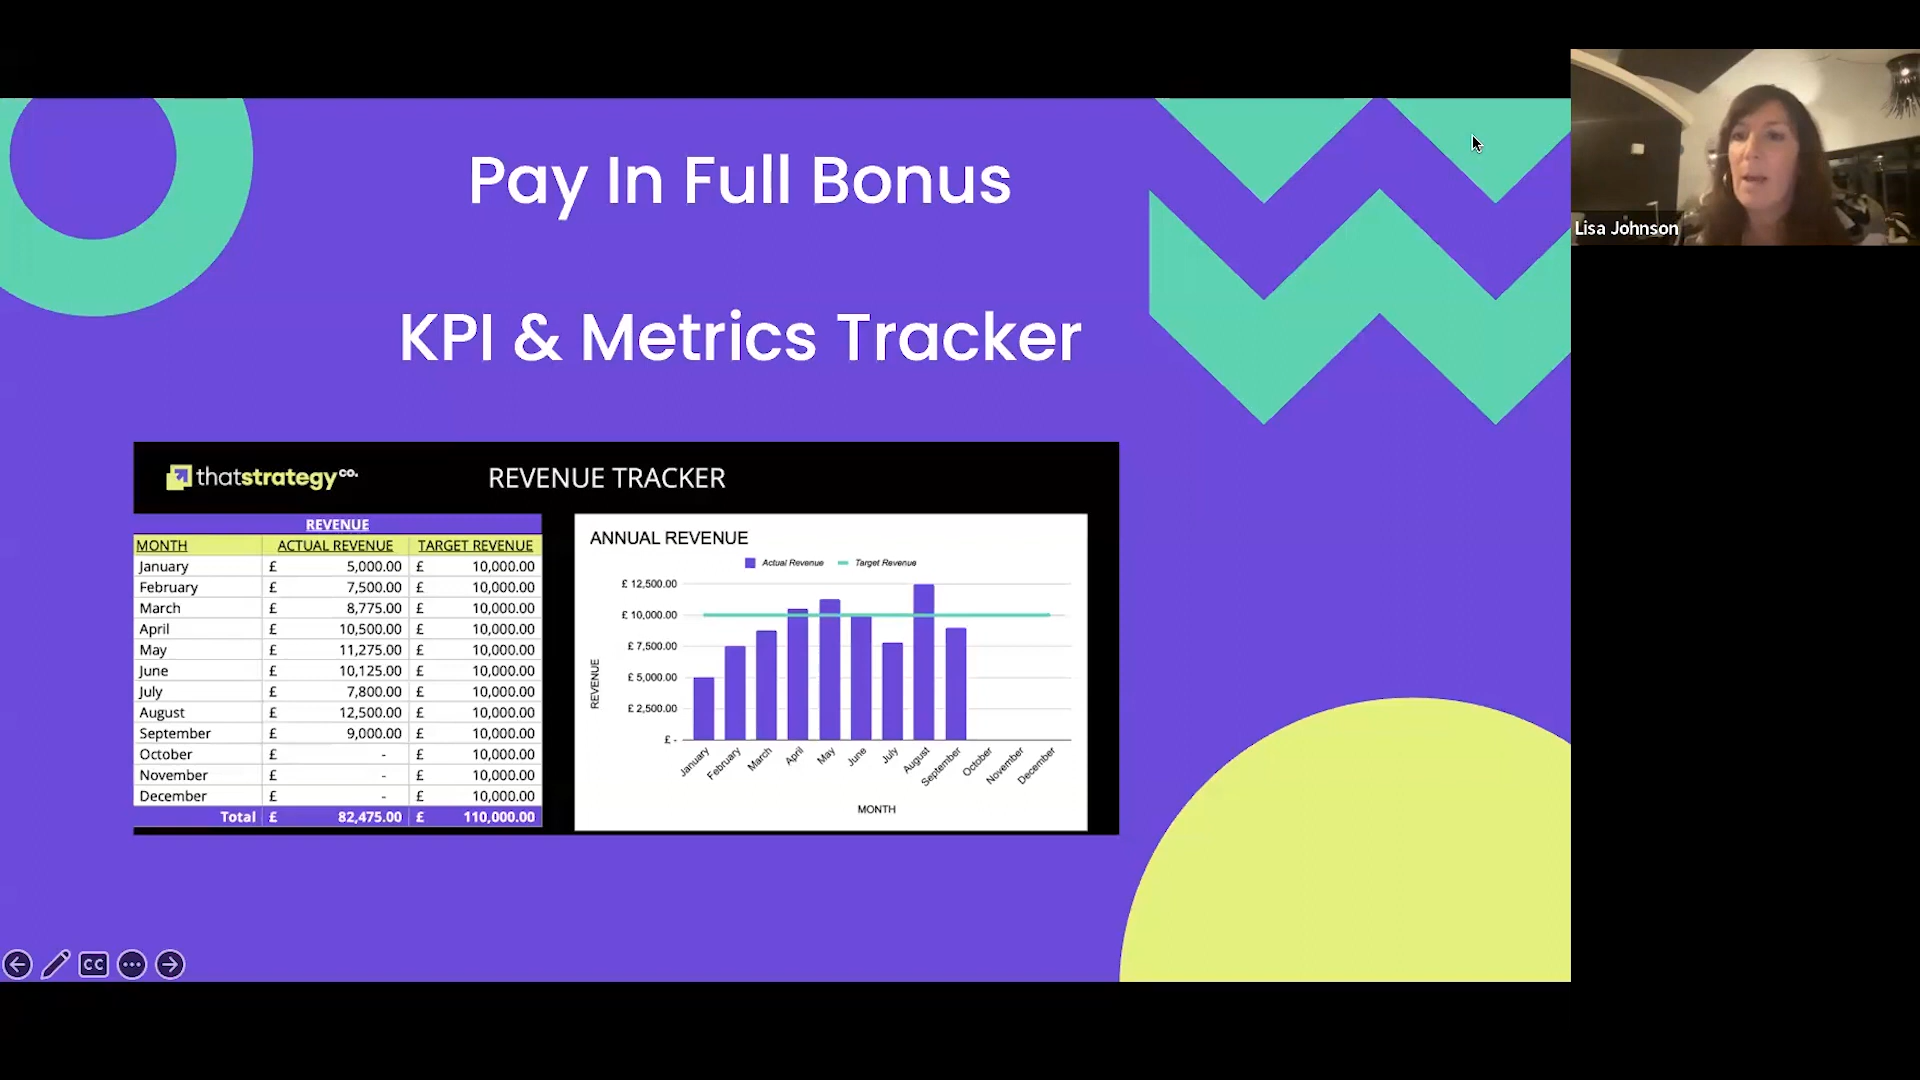 Pay In Full Bonus
KPI & Metrics Tracker
Lisa Johnson
thatstrategyco.
REVENUE TRACKER
REVENUE
MONTH ACTUAL REVENUE TARGET REVENUE
January £ 5,000.00 £ 10,000.00
February £ 7,500.00 £ 10,000.00
March £ 8,775.00 £ 10,000.00
April £ 10,500.00 £ 10,000.00
May £ 11,275.00 £ 10,000.00
June £ 10,125.00 £ 10,000.00
July £ 7,800.00 £ 10,000.00
August £ 12,500.00 £ 10,000.00
September £ 9,000.00 £ 10,000.00
October £ - £ 10,000.00
November £ - £ 10,000.00
December £ - £ 10,000.00
Total £ 82,475.00 £ 110,000.00
ANNUAL REVENUE
Actual Revenue Target Revenue
£ 12,500.00
£ 10,000.00
£ 7,500.00
£ 5,000.00
£ 2,500.00
£ -
REVENUE
January February March April May June July August September October November December
MONTH
CC